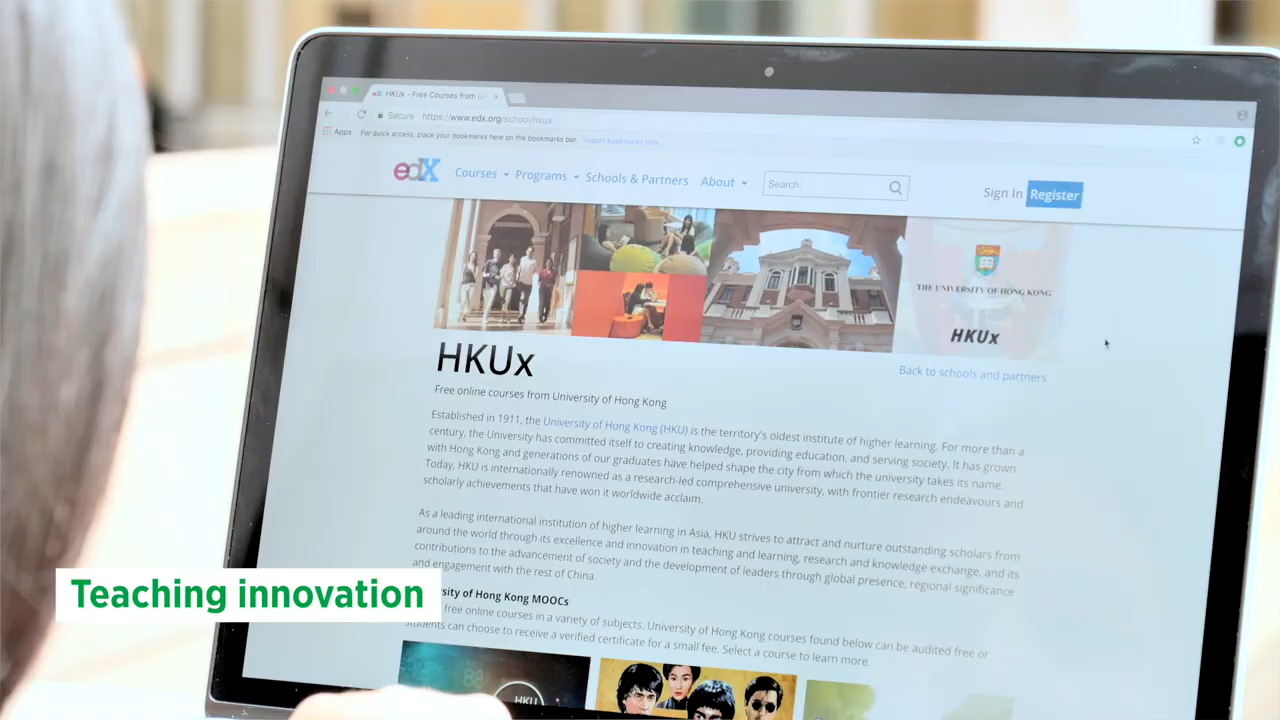 HKUx - Free Courses from
Secure https://www.edx.org/school/hkux
Apps For quick access, place your bookmarks here on the bookmarks bar. Import bookmarks now...
edX Courses Programs Schools & Partners About Search: Sign In Register
THE UNIVERSITY OF HONG KONG
HKUx
HKUx
Back to schools and partners
Free online courses from University of Hong Kong
Established in 1911, the University of Hong Kong (HKU) is the territory's oldest institute of higher learning. For more than a
century, the University has committed itself to creating knowledge, providing education, and serving society. It has grown
with Hong Kong and generations of our graduates have helped shape the city from which the university takes its name.
Today, HKU is internationally renowned as a research-led comprehensive university, with frontier research endeavours and
scholarly achievements that have won it worldwide acclaim.
As a leading international institution of higher learning in Asia, HKU strives to attract and nurture outstanding scholars from
around the world through its excellence and innovation in teaching and learning, research and knowledge exchange, and its
contributions to the advancement of society and the development of leaders through global presence, regional significance
and engagement with the rest of China.
Teaching innovation
sity of Hong Kong MOOCs
free online courses in a variety of subjects. University of Hong Kong courses found below can be audited free or
students can choose to receive a verified certificate for a small fee. Select a course to learn more.
HKU